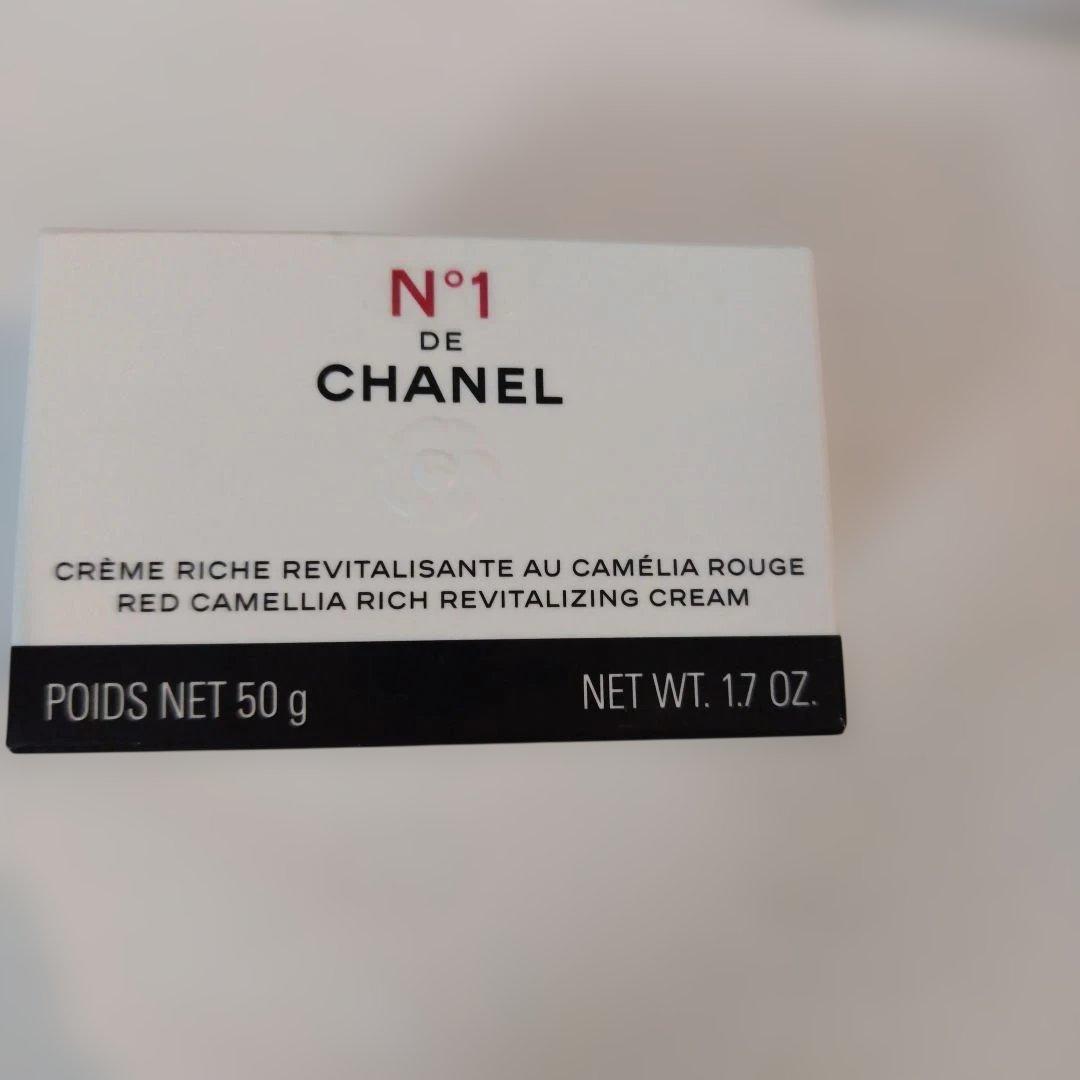 N°1
DE
CHANEL
CRÈME RICHE REVITALISANTE AU CAMÉLIA ROUGE
RED CAMELLIA RICH REVITALIZING CREAM
POIDS NET 50 g NET WT. 1.7 OZ.